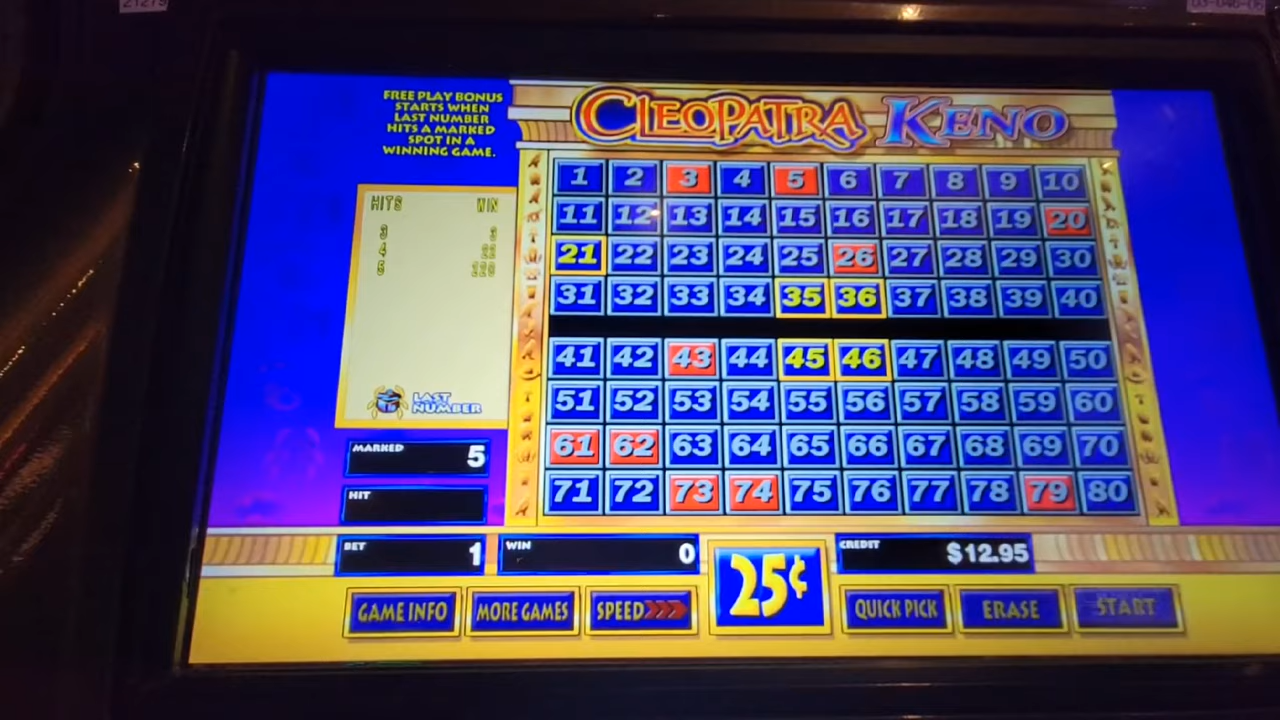 21275
FREE PLAY BONUS
STARTS WHEN
LAST NUMBER
HITS A MARKED
SPOT IN A
WINNING GAME.
CLEOPATRA KENO
HITS WIN
3 3
4 22
5 220
LAST
NUMBER
1 2 3 4 5 6 7 8 9 10
11 12 13 14 15 16 17 18 19 20
21 22 23 24 25 26 27 28 29 30
31 32 33 34 35 36 37 38 39 40
41 42 43 44 45 46 47 48 49 50
51 52 53 54 55 56 57 58 59 60
61 62 63 64 65 66 67 68 69 70
71 72 73 74 75 76 77 78 79 80
MARKED 5
HIT
BET 1 WIN 0 25¢ CREDIT $12.95
GAME INFO MORE GAMES SPEED QUICK PICK ERASE START